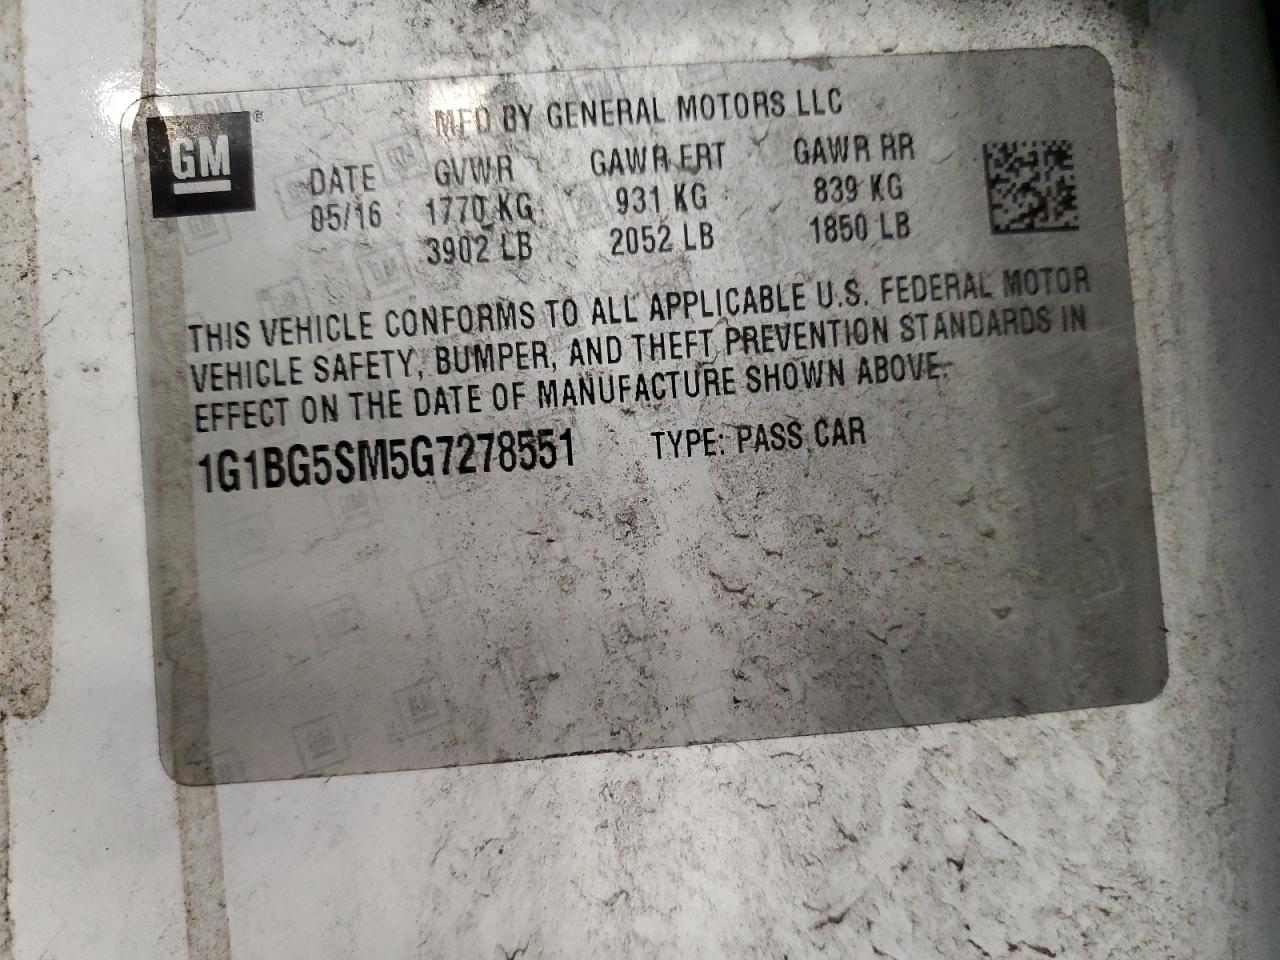 GM ®
MFD BY GENERAL MOTORS LLC
DATE GVWR GAWR FRT GAWR RR
05/16 1770 KG 931 KG 839 KG
3902 LB 2052 LB 1850 LB
THIS VEHICLE CONFORMS TO ALL APPLICABLE U.S. FEDERAL MOTOR
VEHICLE SAFETY, BUMPER, AND THEFT PREVENTION STANDARDS IN
EFFECT ON THE DATE OF MANUFACTURE SHOWN ABOVE.
1G1BG5SM5G7278551 TYPE: PASS CAR